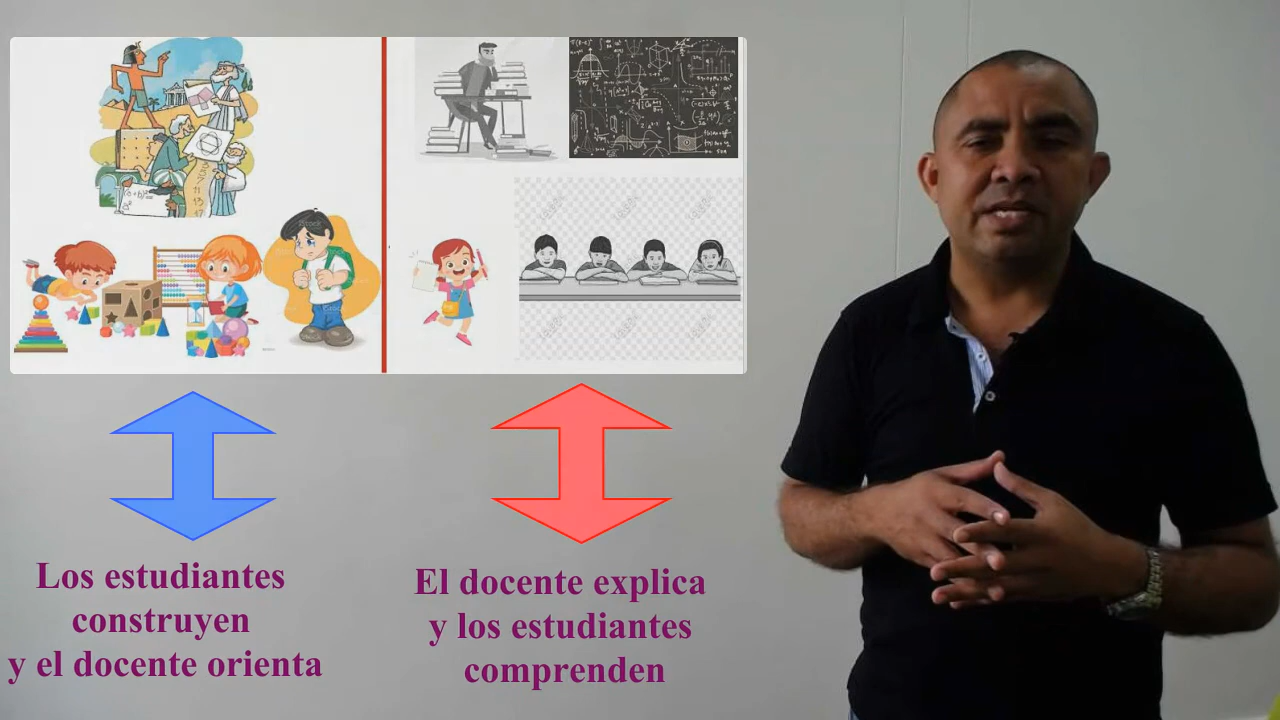 Los estudiantes
construyen
y el docente orienta
El docente explica
y los estudiantes
comprenden